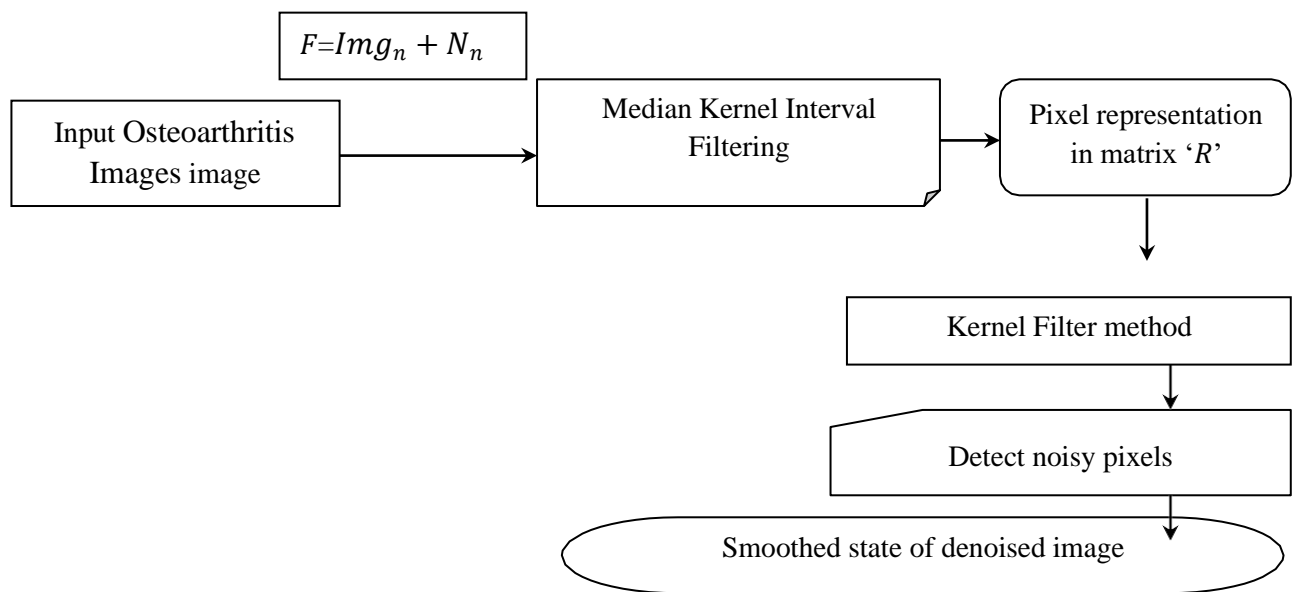 F=Img_n + N_n
Input Osteoarthritis
Images image
Median Kernel Interval
Filtering
Pixel representation
in matrix ‘R’
Kernel Filter method
Detect noisy pixels
Smoothed state of denoised image